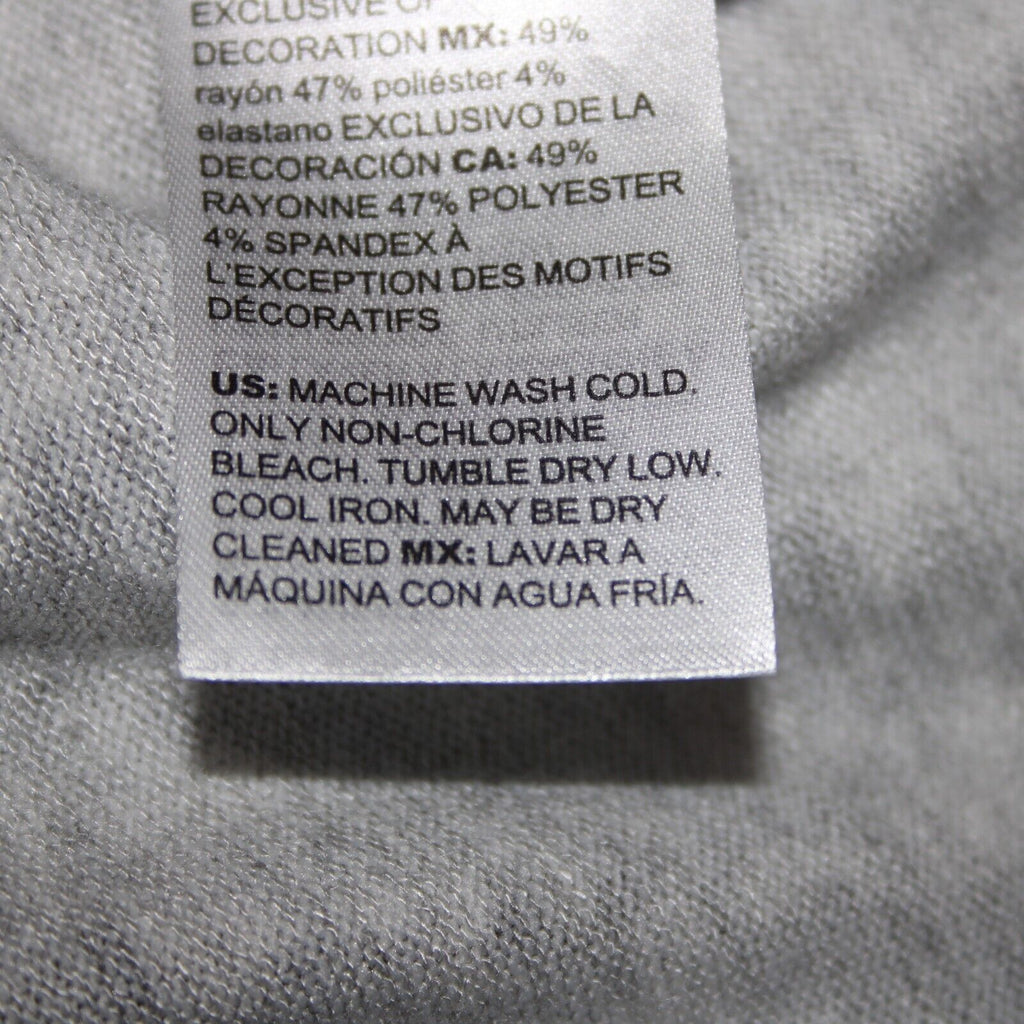 EXCLUSIVE OF
DECORATION MX: 49%
rayón 47% poliéster 4%
elastano EXCLUSIVO DE LA
DECORACIÓN CA: 49%
RAYONNE 47% POLYESTER
4% SPANDEX À
L'EXCEPTION DES MOTIFS
DÉCORATIFS
US: MACHINE WASH COLD.
ONLY NON-CHLORINE
BLEACH. TUMBLE DRY LOW.
COOL IRON. MAY BE DRY
CLEANED MX: LAVAR A
MÁQUINA CON AGUA FRÍA.